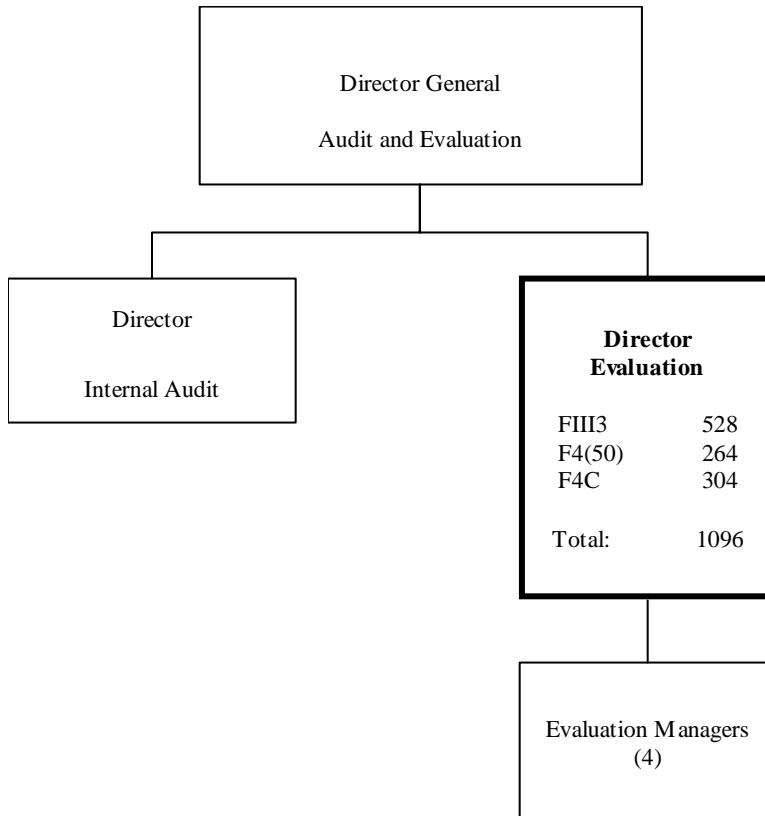 Director General
Audit and Evaluation
Director
Internal Audit
Director
Evaluation
FIII3 528
F4(50) 264
F4C 304
Total: 1096
Evaluation Managers
(4)